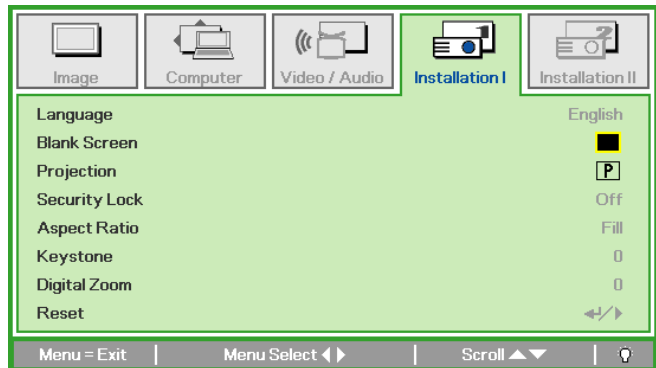 Image Computer Video / Audio Installation I Installation II
Language English
Blank Screen
Projection P
Security Lock Off
Aspect Ratio Fill
Keystone 0
Digital Zoom 0
Reset
Menu = Exit Menu Select Scroll